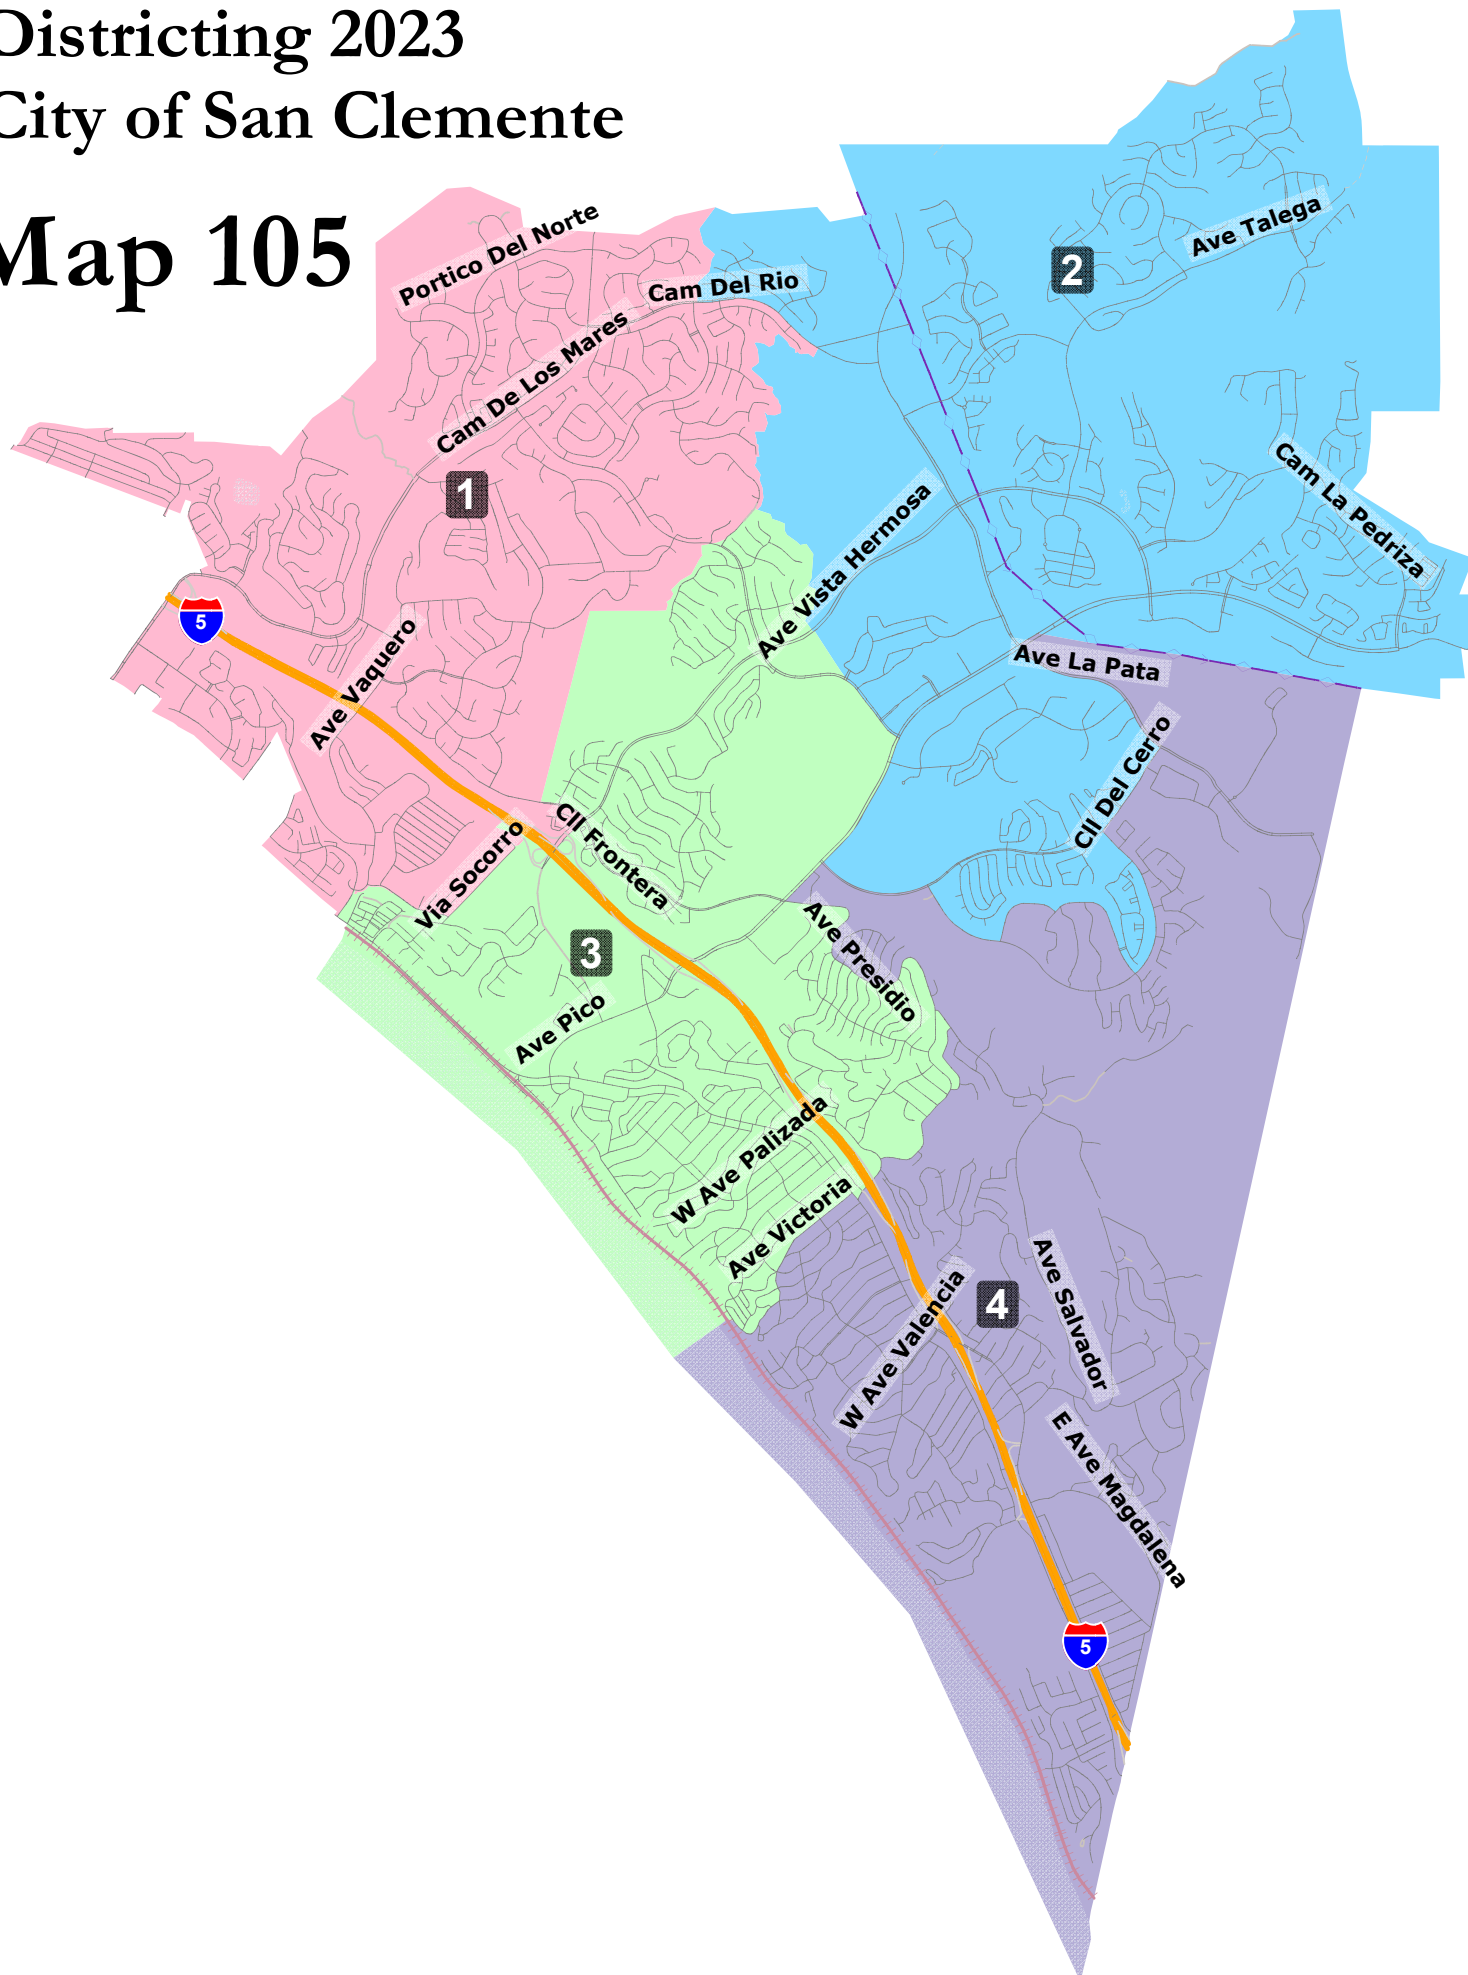 Districting 2023
City of San Clemente
Map 105
Portico Del Norte
Cam Del Rio
Cam De Los Mares
Ave Talega
2
1
Cam La Pedriza
Ave Vista Hermosa
5
Ave Vaquero
Ave La Pata
Cll Del Cerro
Cll Frontera
Via Socorro
3
Ave Presidio
Ave Pico
W Ave Palizada
Ave Victoria
W Ave Valencia
4
Ave Salvador
E Ave Magdalena
5